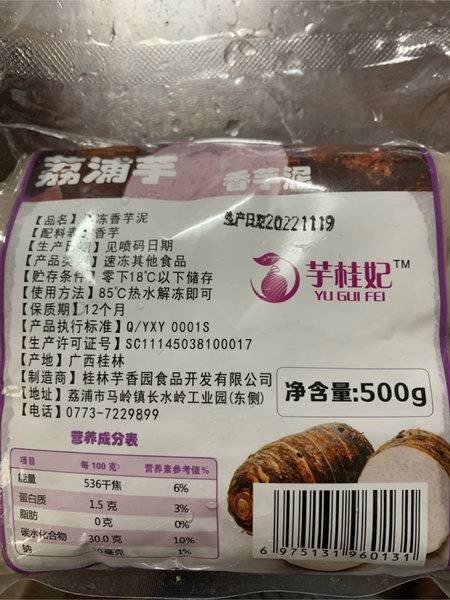 荔浦芋
香芋泥
生产日期20221119
【品名】 冻香芋泥
【配料表】香芋
【生产日期】见喷码日期
【产品类 】速冻其他食品
【贮存条件】零下18℃以下储存
【使用方法】85℃热水解冻即可
【保质期】12个月
【产品执行标准】Q/YXY 0001S
【生产许可证号】SC11145038100017
【产地】广西桂林
【制造商】桂林芋香园食品开发有限公司
【地址】荔浦市马岭镇长水岭工业园(东侧)
【电话】0773-7229899
芋桂妃™
YU GUI FEI
净含量:500g
营养成分表
项目 每100克 营养素参考值%
能量 536千焦 6%
蛋白质 1.5克 3%
脂肪 0克 0%
碳水化合物 30.0克 10%
钠 毫克 1%
6 975131 960131